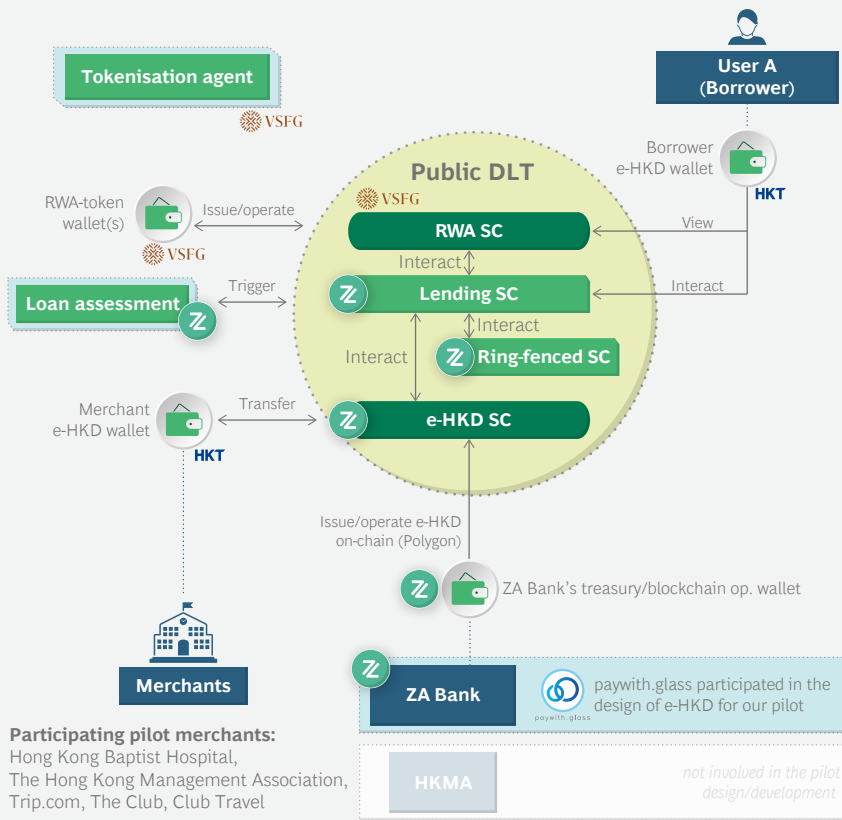 Tokenisation agent
VSFG
User A
(Borrower)
Borrower
e-HKD wallet
HKT
Public DLT
VSFG
RWA-token
wallet(s)
VSFG
Issue/operate
RWA SC
View
Interact
Loan assessment
Trigger
Lending SC
Interact
Interact
Interact
Ring-fenced SC
Merchant
e-HKD wallet
HKT
Transfer
e-HKD SC
Issue/operate e-HKD
on-chain (Polygon)
ZA Bank’s treasury/blockchain op. wallet
Merchants
ZA Bank
paywith.glass
paywith.glass participated in the
design of e-HKD for our pilot
Participating pilot merchants:
Hong Kong Baptist Hospital,
The Hong Kong Management Association,
Trip.com, The Club, Club Travel
HKMA
not involved in the pilot
design/development